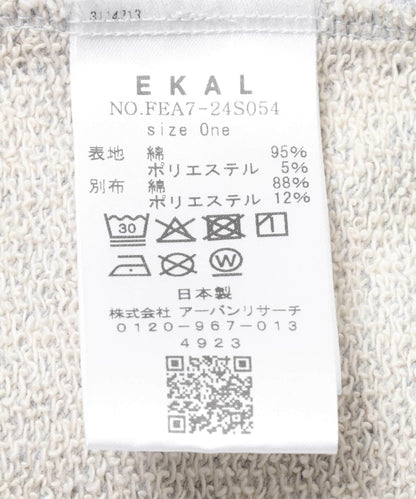 EKAL
NO.FEA7-24S054
size One
表地 綿 95%
ポリエステル 5%
別布 綿 88%
ポリエステル 12%
30
日本製
株式会社 アーバンリサーチ
0120-967-013
4923